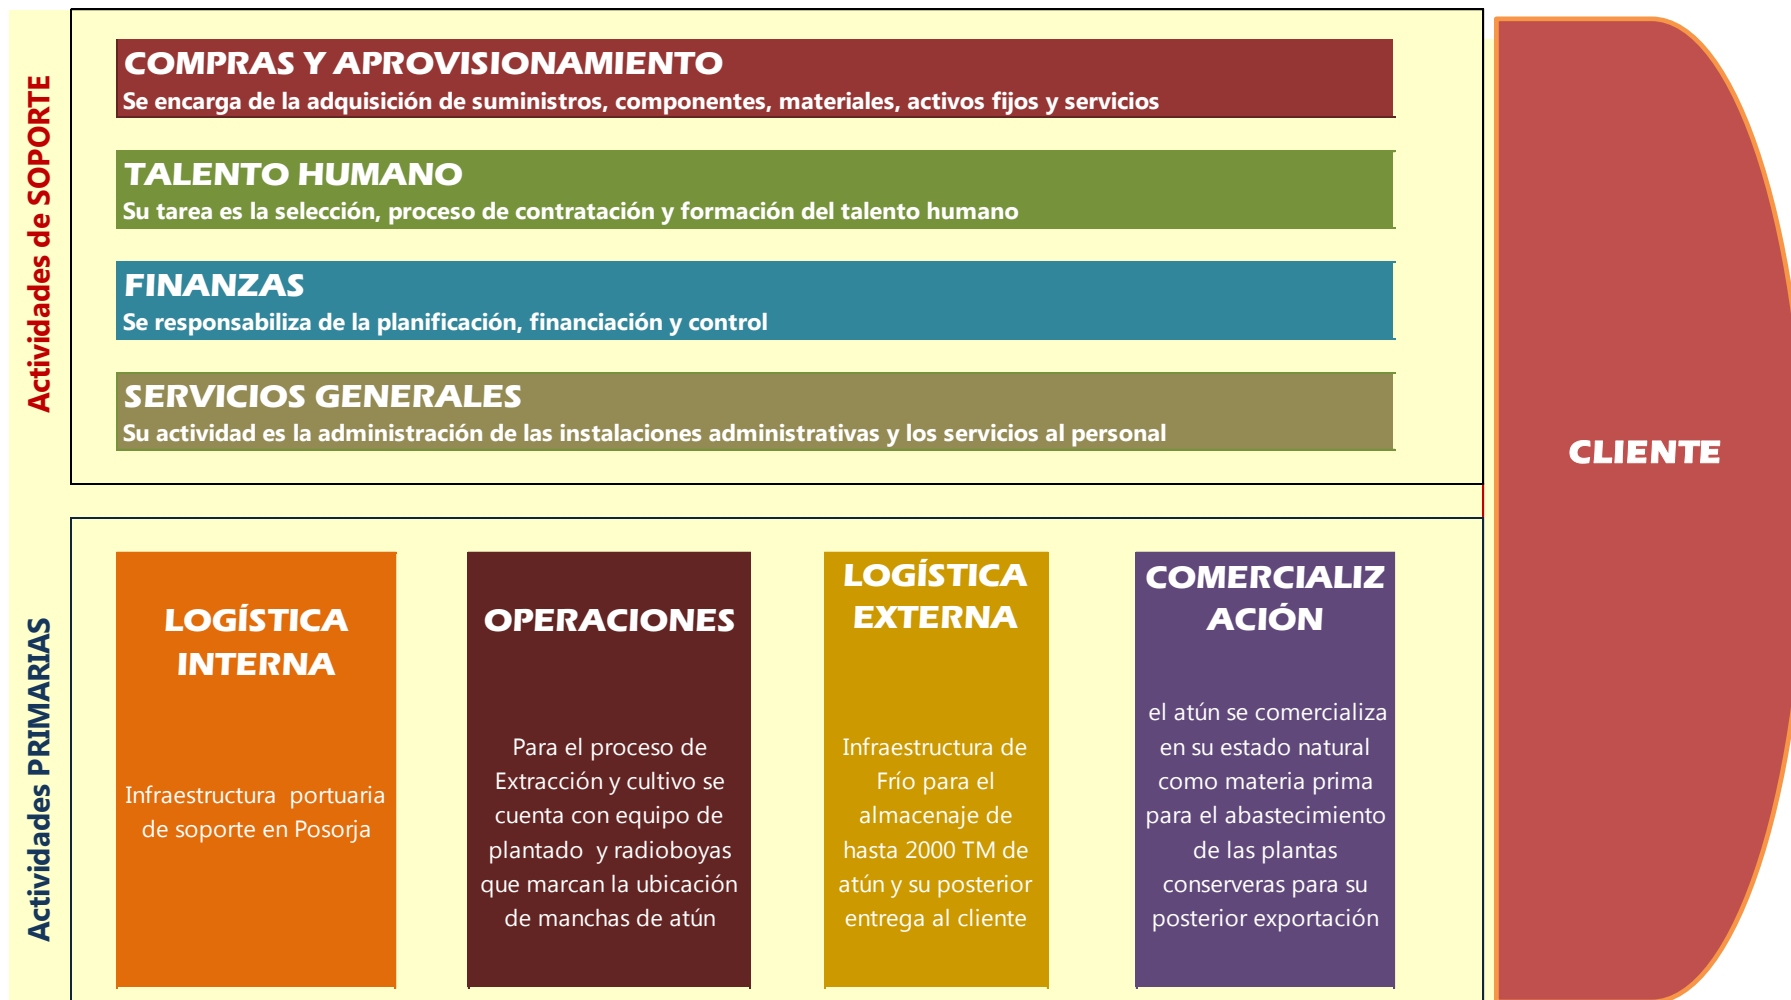 Actividades de SOPORTE
COMPRAS Y APROVISIONAMIENTO
Se encarga de la adquisición de suministros, componentes, materiales, activos fijos y servicios
TALENTO HUMANO
Su tarea es la selección, proceso de contratación y formación del talento humano
FINANZAS
Se responsabiliza de la planificación, financiación y control
SERVICIOS GENERALES
Su actividad es la administración de las instalaciones administrativas y los servicios al personal
CLIENTE
Actividades PRIMARIAS
LOGÍSTICA
INTERNA
Infraestructura portuaria
de soporte en Posorja
OPERACIONES
Para el proceso de
Extracción y cultivo se
cuenta con equipo de
plantado y radioboyas
que marcan la ubicación
de manchas de atún
LOGÍSTICA
EXTERNA
Infraestructura de
Frío para el
almacenaje de
hasta 2000 TM de
atún y su posterior
entrega al cliente
COMERCIALIZ
ACIÓN
el atún se comercializa
en su estado natural
como materia prima
para el abastecimiento
de las plantas
conserveras para su
posterior exportación